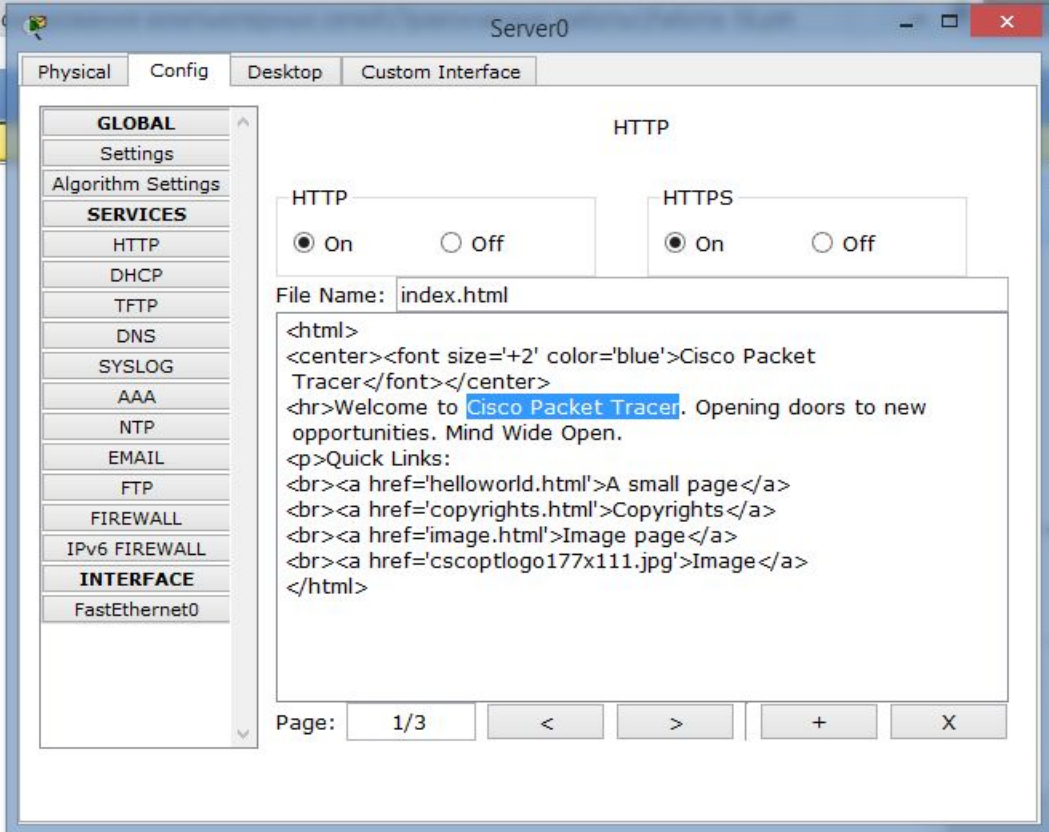 Server0
Physical Config Desktop Custom Interface
GLOBAL
Settings
Algorithm Settings
SERVICES
HTTP
DHCP
TFTP
DNS
SYSLOG
AAA
NTP
EMAIL
FTP
FIREWALL
IPv6 FIREWALL
INTERFACE
FastEthernet0
HTTP
HTTP HTTPS
On Off On Off
File Name: index.html
<html>
<center><font size='+2' color='blue'>Cisco Packet
Tracer</font></center>
<hr>Welcome to Cisco Packet Tracer. Opening doors to new
opportunities. Mind Wide Open.
<p>Quick Links:
<br><a href='helloworld.html'>A small page</a>
<br><a href='copyrights.html'>Copyrights</a>
<br><a href='image.html'>Image page</a>
<br><a href='cscoptlogo177x111.jpg'>Image</a>
</html>
Page: 1/3 < > + X